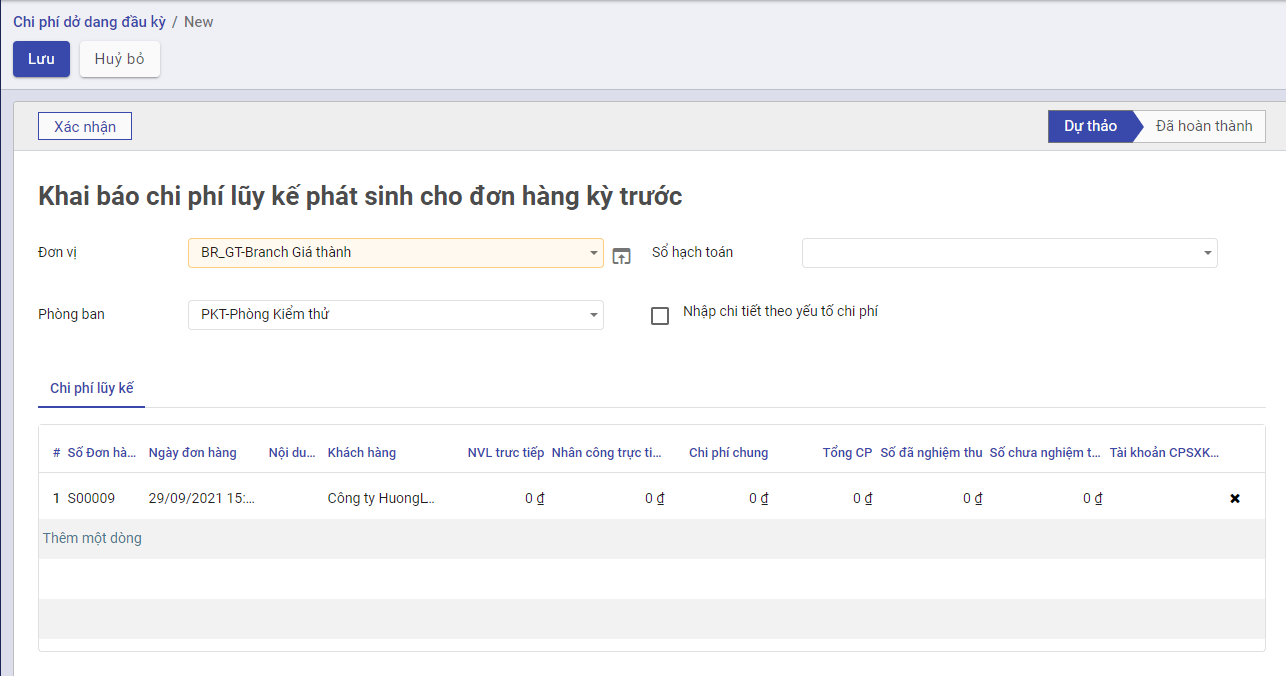 Chi phí dở dang đầu kỳ / New
Lưu Huỷ bỏ
Xác nhận Dự thảo Đã hoàn thành
Khai báo chi phí lũy kế phát sinh cho đơn hàng kỳ trước
Đơn vị BR_GT-Branch Giá thành Sổ hạch toán
Phòng ban PKT-Phòng Kiểm thử Nhập chi tiết theo yếu tố chi phí
Chi phí lũy kế
# Số Đơn hà... Ngày đơn hàng Nội du... Khách hàng NVL trưc tiếp Nhân công trực ti... Chi phí chung Tổng CP Số đã nghiệm thu Số chưa nghiệm t... Tài khoản CPSXK...
1 S00009 29/09/2021 15:... Công ty HuongL.. 0 ₫ 0 ₫ 0 ₫ 0 ₫ 0 ₫ 0 ₫
Thêm một dòng